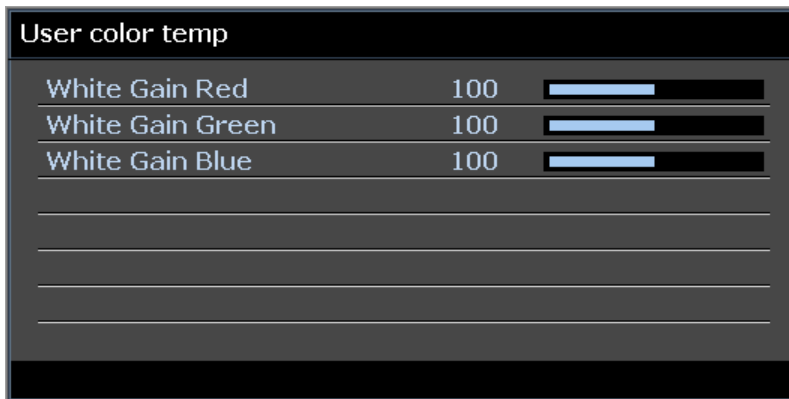 User color temp
White Gain Red 100
White Gain Green 100
White Gain Blue 100